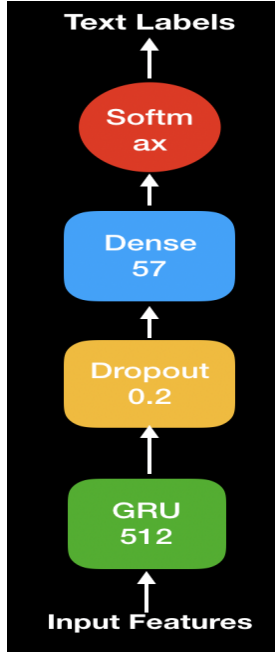 Text Labels
Softm
ax
Dense
57
Dropout
0.2
GRU
512
Input Features